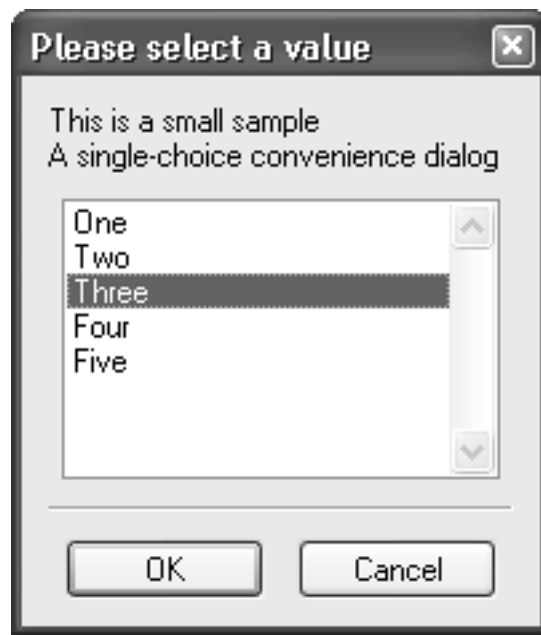 Please select a value
This is a small sample
A single-choice convenience dialog
One
Two
Three
Four
Five
OK
Cancel